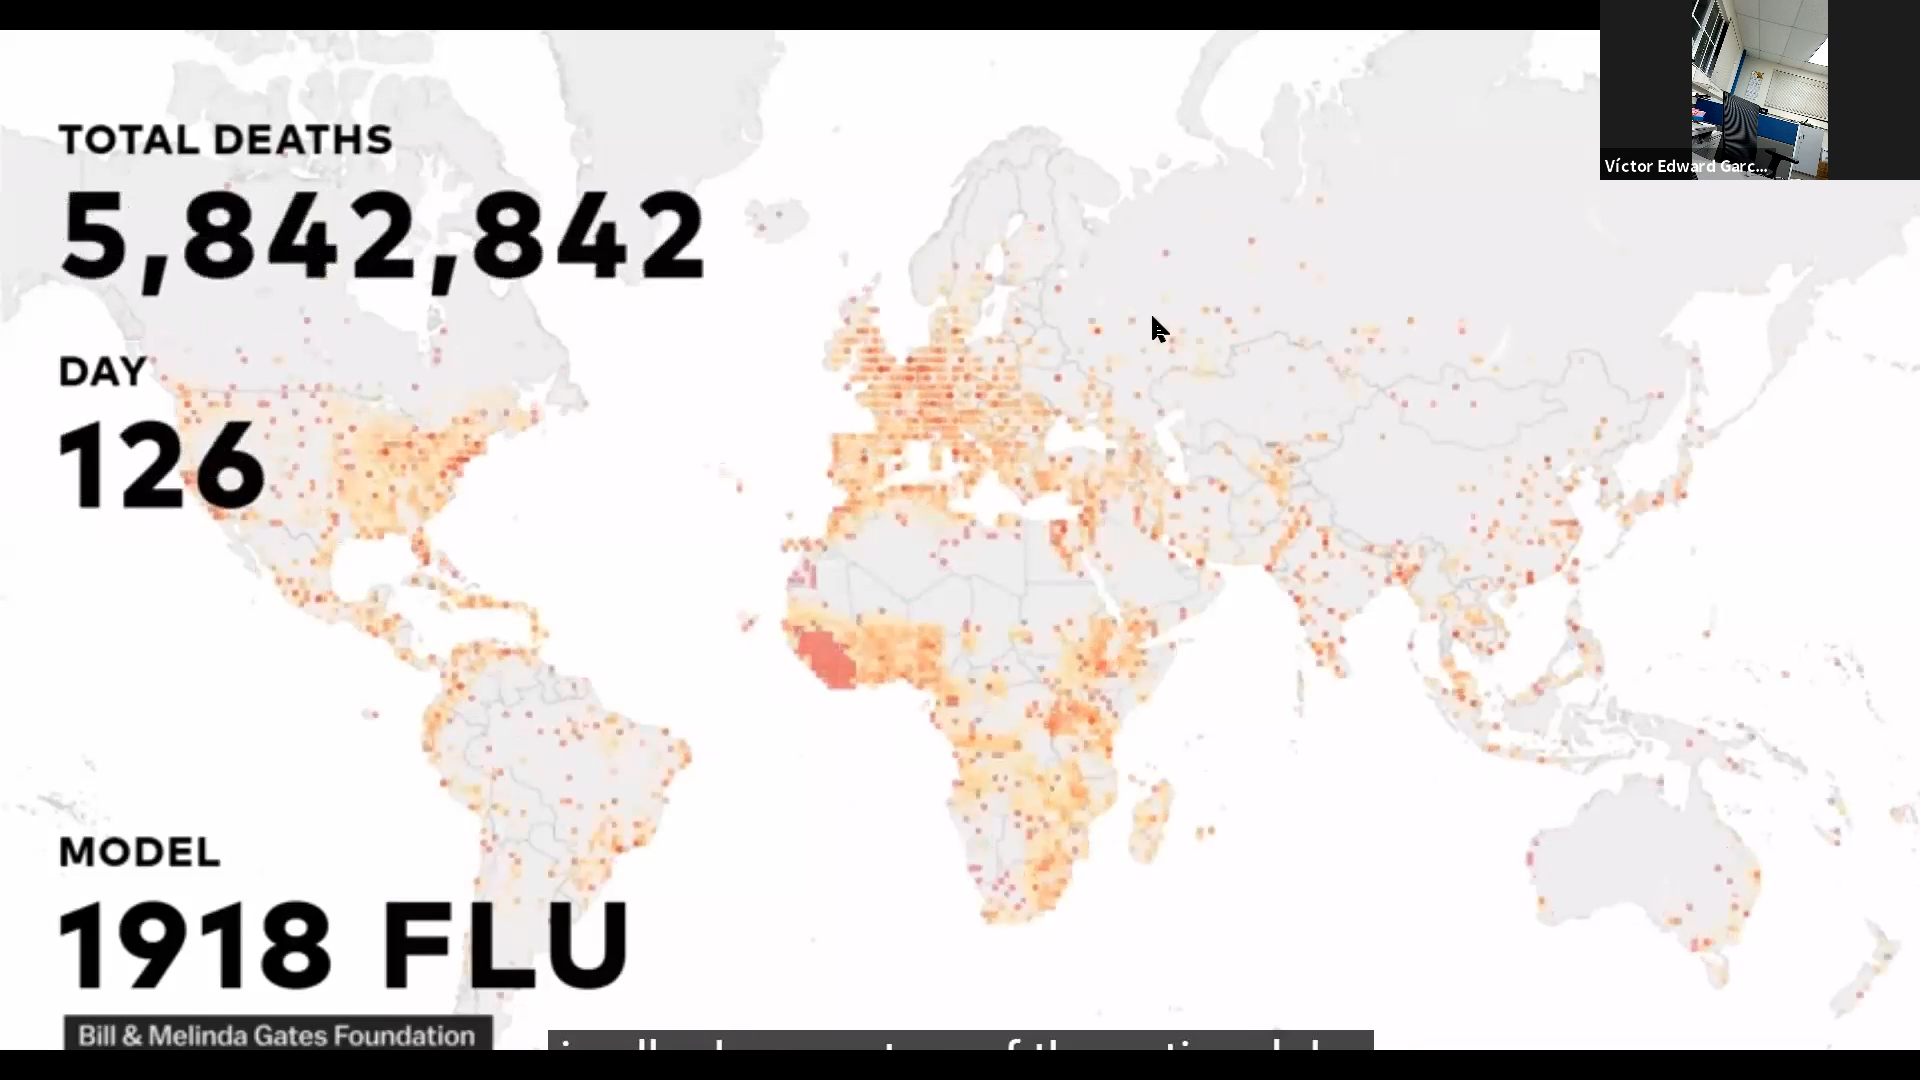 TOTAL DEATHS
5,842,842
DAY
126
MODEL
1918 FLU
Bill & Melinda Gates Foundation
Víctor Edward Garc...